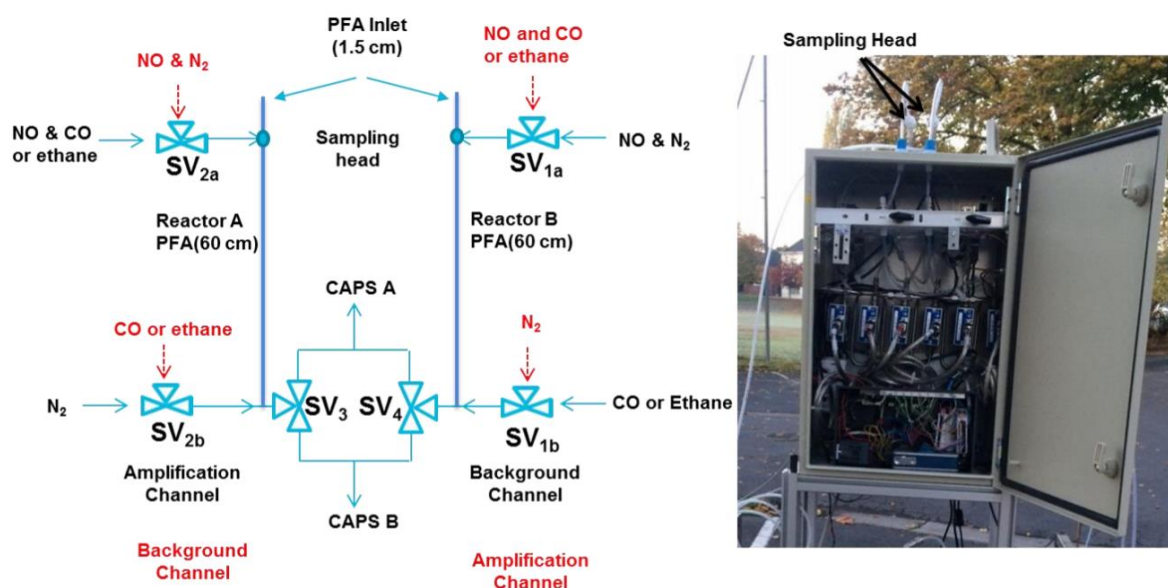 PFA Inlet
(1.5 cm)
NO & N₂
NO and CO
or ethane
NO & CO
or ethane
SV₂ₐ
Sampling
head
SV₁ₐ
NO & N₂
Reactor A
PFA(60 cm)
Reactor B
PFA(60 cm)
CAPS A
CO or ethane
N₂
N₂
SV₂b
SV₃
SV₄
SV₁b
CO or Ethane
Amplification
Channel
Background
Channel
CAPS B
Background
Channel
Amplification
Channel
Sampling Head